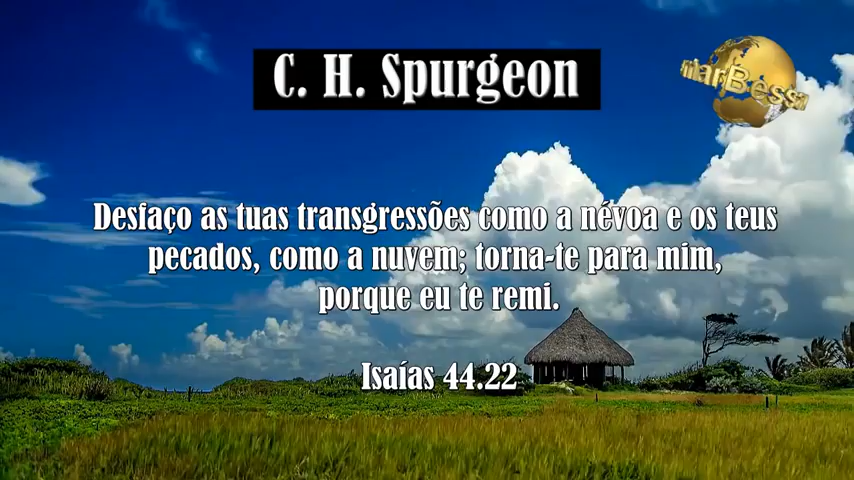 C. H. Spurgeon
Desfaço as tuas transgressões como a névoa e os teus
pecados, como a nuvem; torna-te para mim,
porque eu te remi.
Isaías 44.22